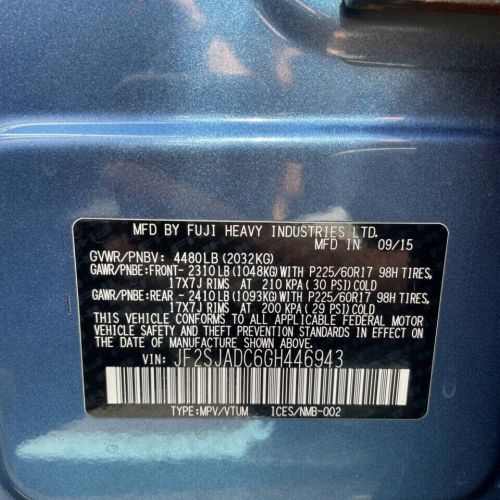 MFD BY FUJI HEAVY INDUSTRIES LTD.
MFD IN 09/15
GVWR/PNBV: 4480LB (2032KG)
GAWR/PNBE:FRONT- 2310LB (1048KG) WITH P225/60R17 98H TIRES,
17X7J RIMS AT 210 KPA (30 PSI) COLD
GAWR/PNBE:REAR - 2410LB (1093KG) WITH P225/60R17 98H TIRES,
17X7J RIMS AT 200 KPA (29 PSI) COLD
THIS VEHICLE CONFORMS TO ALL APPLICABLE FEDERAL MOTOR
VEHICLE SAFETY AND THEFT PREVENTION STANDARDS IN EFFECT ON
THE DATE OF MANUFACTURE SHOWN ABOVE.
VIN: JF2SJADC6GH446943
TYPE:MPV/VTUM ICES/NMB-002